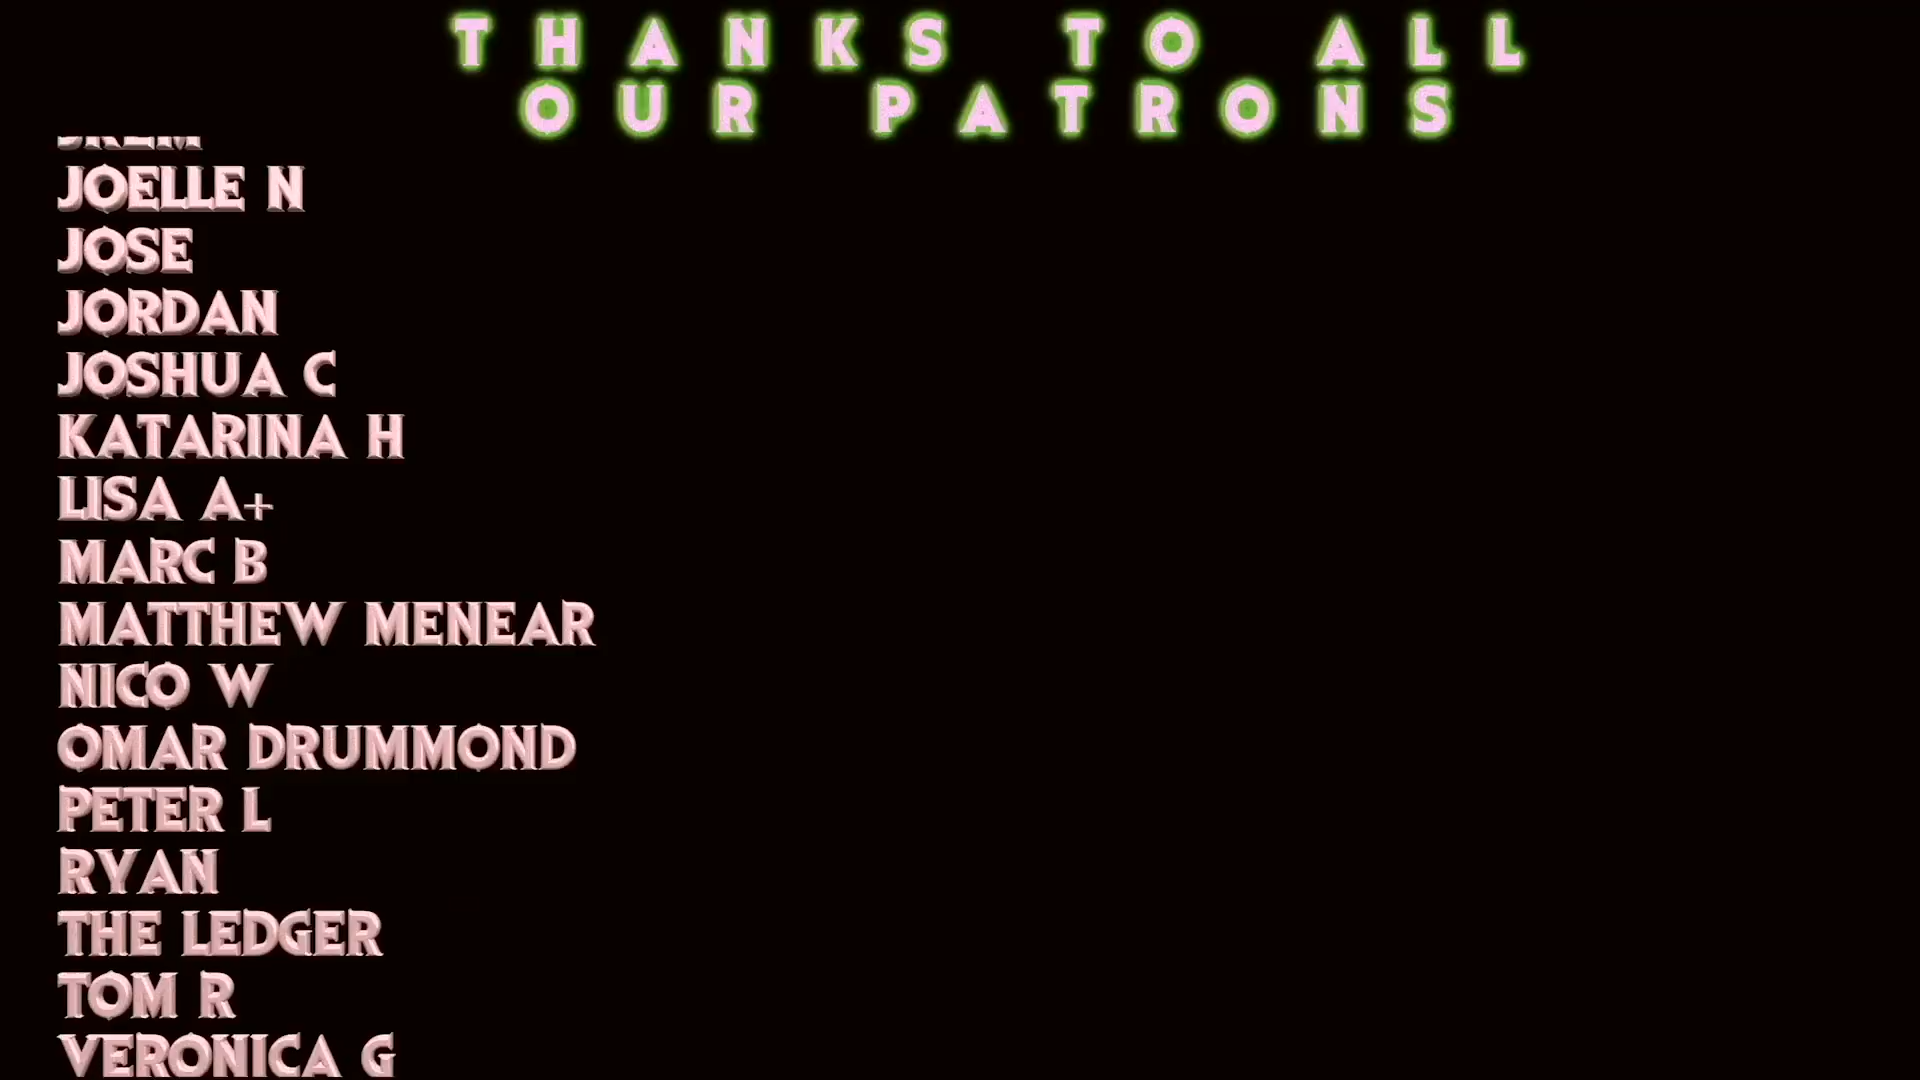 THANKS TO ALL
OUR PATRONS
JOELLE N
JOSE
JORDAN
JOSHUA C
KATARINA H
LISA A+
MARC B
MATTHEW MENEAR
NICO W
OMAR DRUMMOND
PETER L
RYAN
THE LEDGER
TOM R
VERONICA G